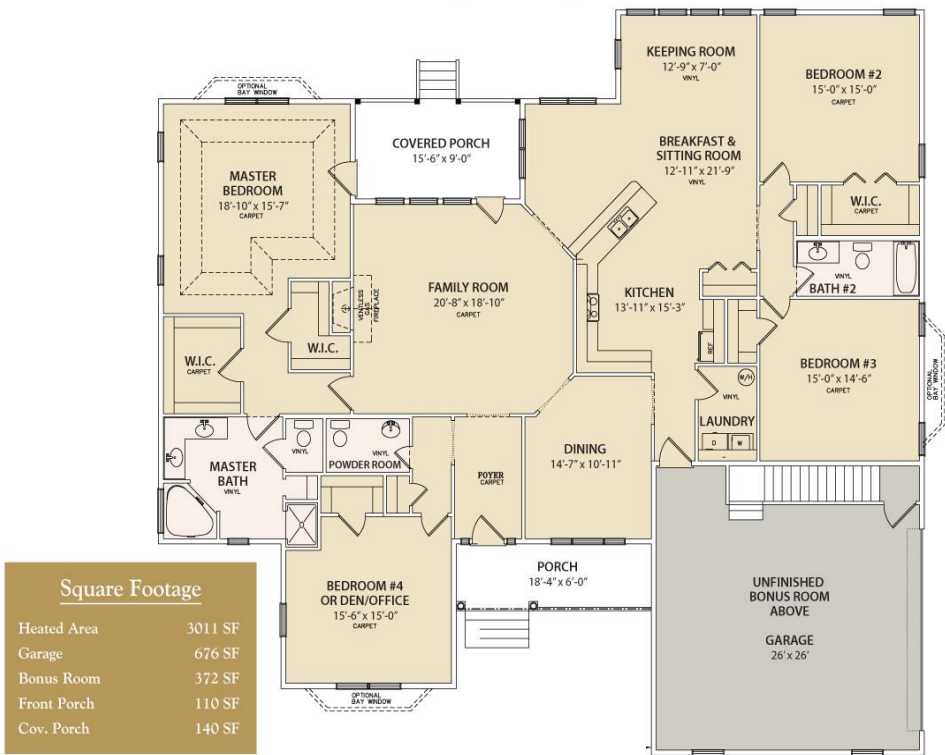 KEEPING ROOM
12'-9" x 7'-0"
VINYL
BEDROOM #2
15'-0" x 15'-0"
CARPET
OPTIONAL
BAY WINDOW
COVERED PORCH
15'-6" x 9'-0"
BREAKFAST &
SITTING ROOM
12'-11" x 21'-9"
VINYL
MASTER
BEDROOM
18'-10" x 15'-7"
CARPET
W.I.C.
CARPET
VINYL
BATH #2
FAMILY ROOM
20'-8" x 18'-10"
CARPET
VENTLESS
GAS
FIREPLACE
KITCHEN
13'-11" x 15'-3"
REF
W.I.C.
W.I.C.
CARPET
BEDROOM #3
15'-0" x 14'-6"
CARPET
OPTIONAL
BAY WINDOW
W/H
VINYL
LAUNDRY
D
W
VINYL
VINYL
POWDER ROOM
MASTER
BATH
VINYL
FOYER
CARPET
DINING
14'-7" x 10'-11"
PORCH
18'-4" x 6'-0"
BEDROOM #4
OR DEN/OFFICE
15'-6" x 15'-0"
CARPET
OPTIONAL
BAY WINDOW
UNFINISHED
BONUS ROOM
ABOVE
GARAGE
26' x 26'
Square Footage
Heated Area 3011 SF
Garage 676 SF
Bonus Room 372 SF
Front Porch 110 SF
Cov. Porch 140 SF